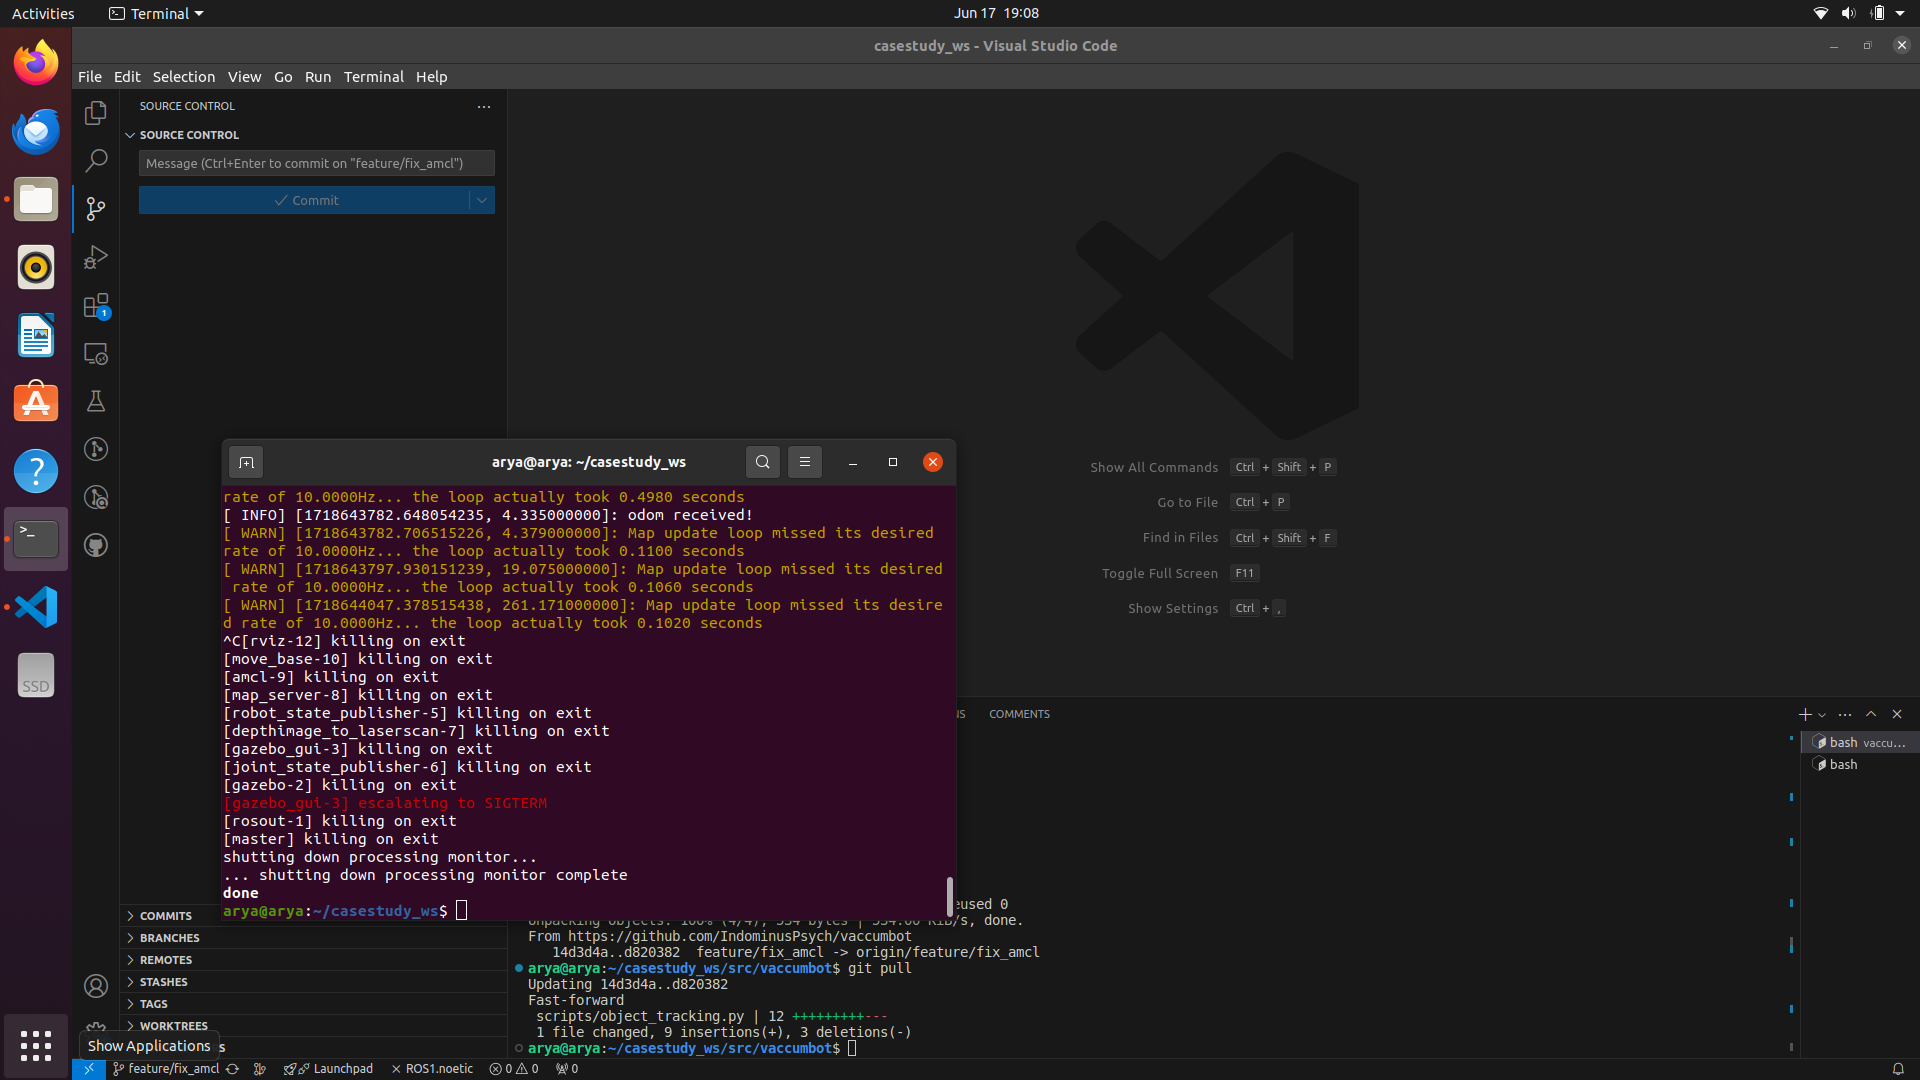 Activities
Terminal
Jun 17 19:08
casestudy_ws - Visual Studio Code
File Edit Selection View Go Run Terminal Help
SOURCE CONTROL
SOURCE CONTROL
Message (Ctrl+Enter to commit on "feature/fix_amcl")
Commit
1
Show All Commands Ctrl + Shift + P
Go to File Ctrl + P
Find in Files Ctrl + Shift + F
Toggle Full Screen F11
Show Settings Ctrl + ,
arya@arya: ~/casestudy_ws
rate of 10.0000Hz... the loop actually took 0.4980 seconds
[ INFO] [1718643782.648054235, 4.335000000]: odom received!
[ WARN] [1718643782.706515226, 4.379000000]: Map update loop missed its desired
rate of 10.0000Hz... the loop actually took 0.1100 seconds
[ WARN] [1718643797.930151239, 19.075000000]: Map update loop missed its desired
rate of 10.0000Hz... the loop actually took 0.1060 seconds
[ WARN] [1718644047.378515438, 261.171000000]: Map update loop missed its desire
d rate of 10.0000Hz... the loop actually took 0.1020 seconds
^C[rviz-12] killing on exit
[move_base-10] killing on exit
[amcl-9] killing on exit
[map_server-8] killing on exit
[robot_state_publisher-5] killing on exit
[depthimage_to_laserscan-7] killing on exit
[gazebo_gui-3] killing on exit
[joint_state_publisher-6] killing on exit
[gazebo-2] killing on exit
[gazebo_gui-3] escalating to SIGTERM
[rosout-1] killing on exit
[master] killing on exit
shutting down processing monitor...
... shutting down processing monitor complete
done
arya@arya:~/casestudy_ws$
COMMENTS
bash vaccu...
bash
eused 0
s, done.
From https://github.com/IndominusPsych/vaccumbot
14d3d4a..d820382 feature/fix_amcl -> origin/feature/fix_amcl
arya@arya:~/casestudy_ws/src/vaccumbot$ git pull
Updating 14d3d4a..d820382
Fast-forward
scripts/object_tracking.py | 12 +++++++++---
1 file changed, 9 insertions(+), 3 deletions(-)
arya@arya:~/casestudy_ws/src/vaccumbot$
COMMITS
BRANCHES
REMOTES
STASHES
TAGS
WORKTREES
Show Applications
SSD
feature/fix_amcl
Launchpad
ROS1.noetic
0 0
0